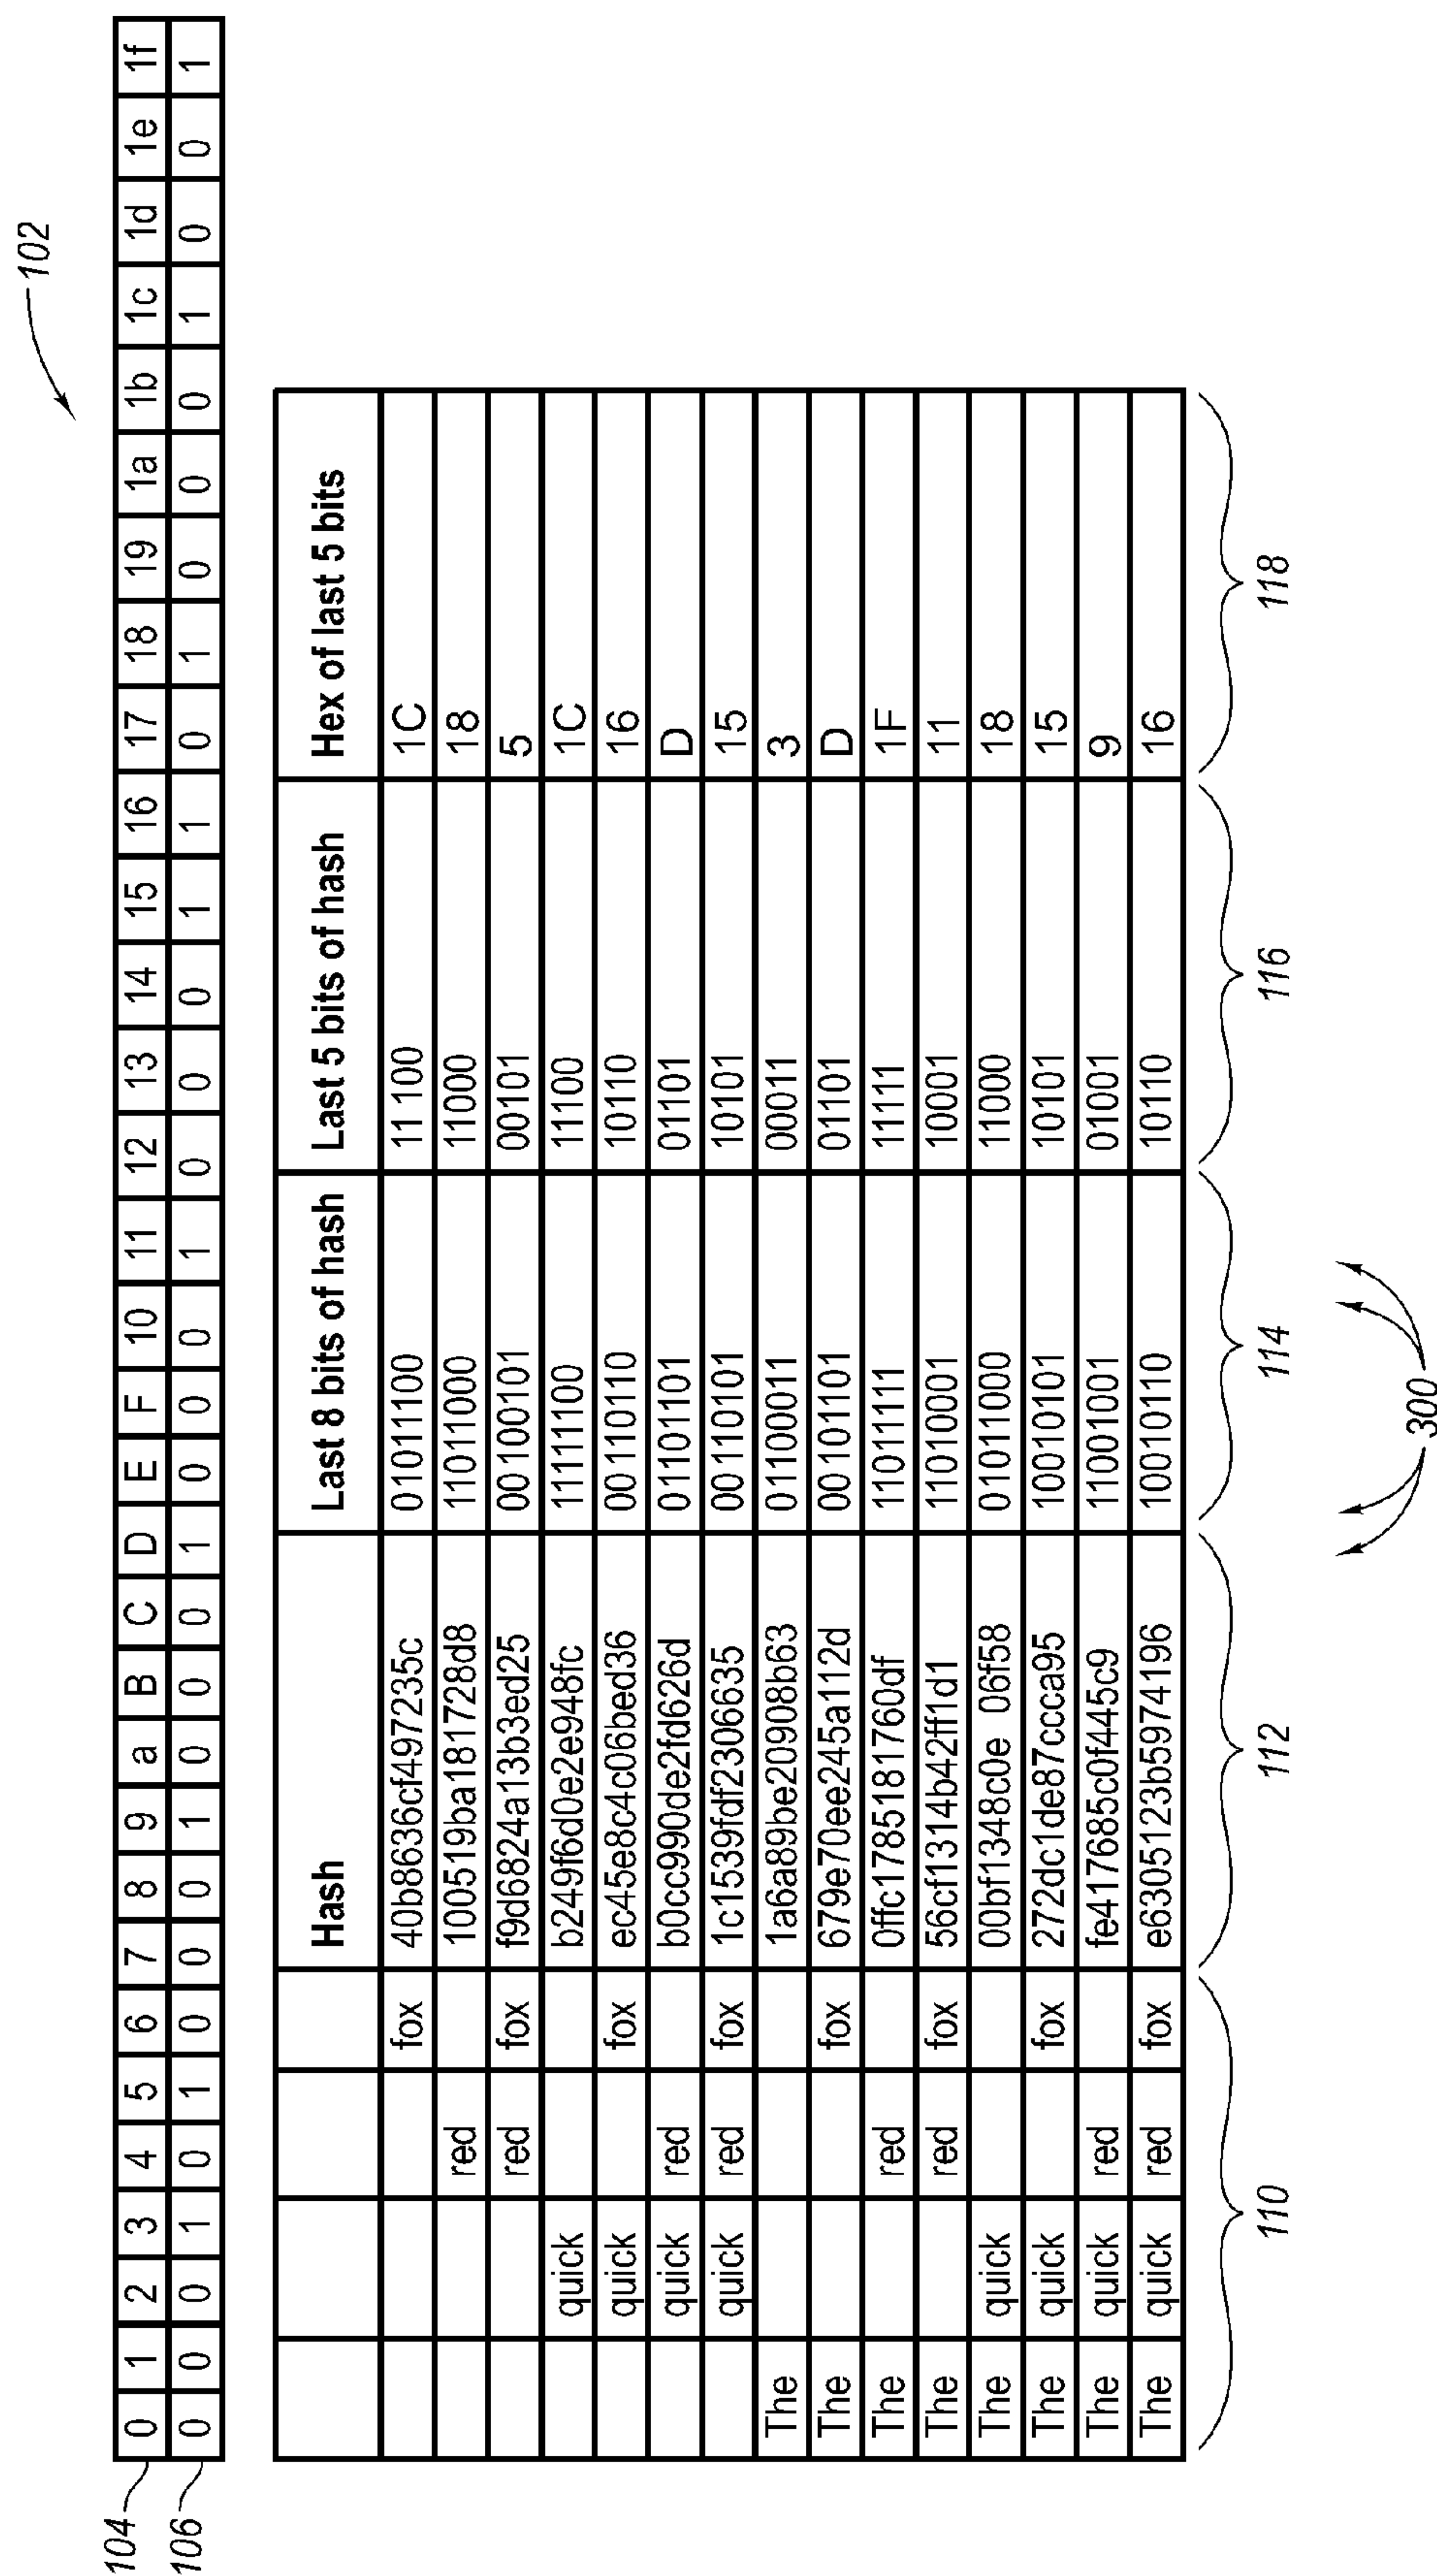 102
104 0 1 2 3 4 5 6 7 8 9 a B C D E F 10 11 12 13 14 15 16 17 18 19 1a 1b 1c 1d 1e 1f
106 0 0 0 1 0 1 0 0 0 1 0 0 0 1 0 0 0 1 0 0 0 1 1 0 1 0 0 0 1 0 0 1
Hash Last 8 bits of hash Last 5 bits of hash Hex of last 5 bits
fox 40b8636cf497235c 01011100 11 100 1C
red 100519ba181728d8 11011000 11000 18
red fox f9d6824a13b3ed25 00100101 00101 5
quick b249f6d0e2e948fc 11111100 11100 1C
quick fox ec45e8c4c06bed36 00110110 10110 16
quick red b0cc990de2fd626d 01101101 01101 D
quick red fox 1c1539fdf2306635 00110101 10101 15
The 1a6a89be20908b63 01100011 00011 3
The fox 679e70ee245a112d 00101101 01101 D
The red 0ffc1785181760df 11011111 11111 1F
The red fox 56cf1314b42ff1d1 11010001 10001 11
The quick 00bf1348c0e 06f58 01011000 11000 18
The quick fox 272dc1de87ccca95 10010101 10101 15
The quick red fe417685c0f445c9 11001001 01001 9
The quick red fox e6305123b5974196 10010110 10110 16
110 112 114 116 118
300